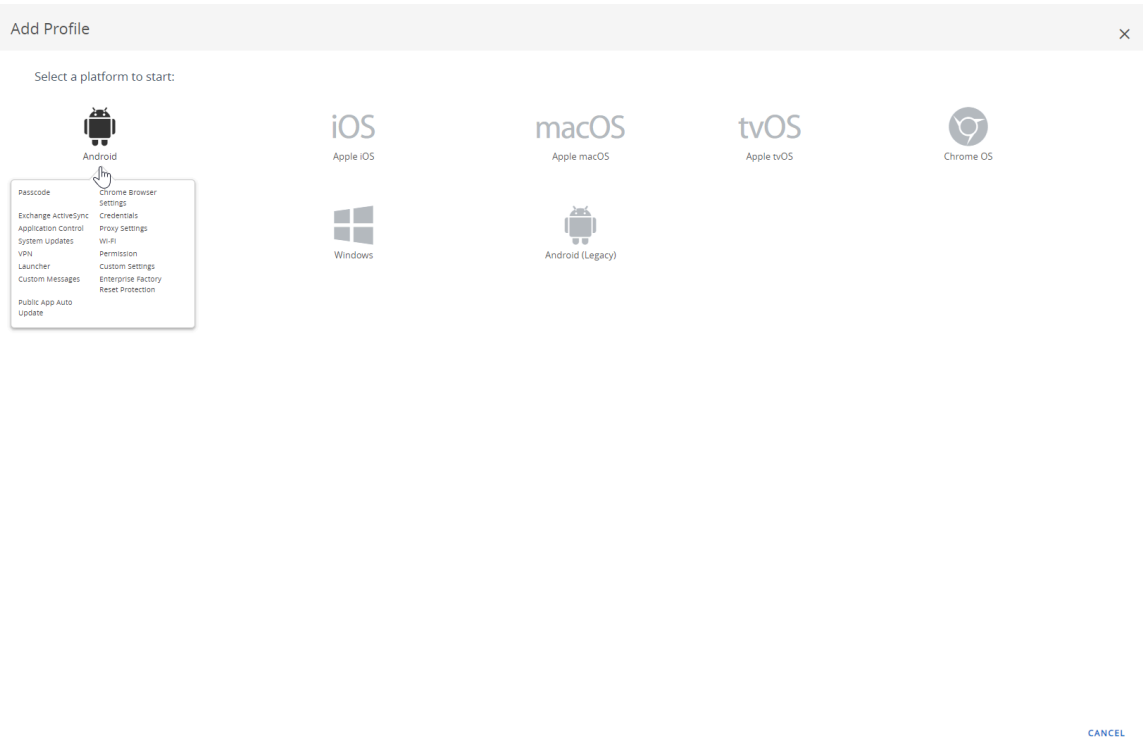 Add Profile
Select a platform to start:
iOS
macOS
tvOS
Android
Apple iOS
Apple macOS
Apple tvOS
Chrome OS
Passcode
Chrome Browser
Settings
Exchange ActiveSync
Credentials
Application Control
Proxy Settings
System Updates
Wi-Fi
VPN
Permission
Launcher
Custom Settings
Custom Messages
Enterprise Factory
Reset Protection
Public App Auto
Update
Windows
Android (Legacy)
CANCEL